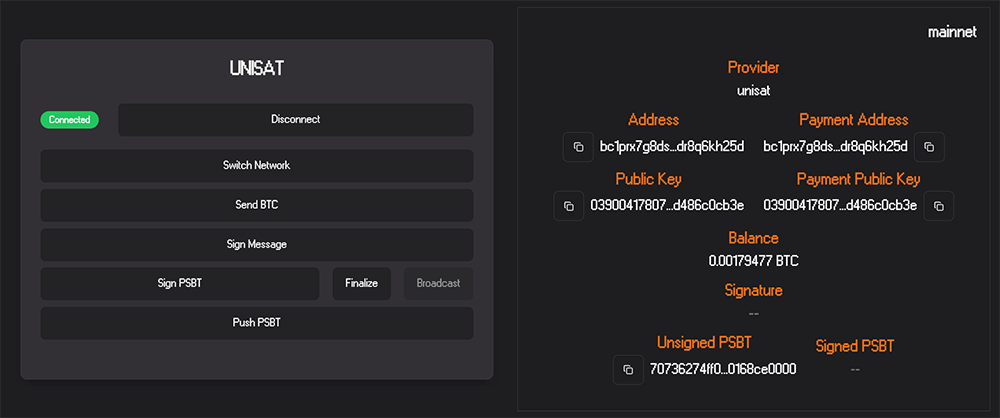 UNISAT
Connected
Disconnect
Switch Network
Send BTC
Sign Message
Sign PSBT Finalize Broadcast
Push PSBT
mainnet
Provider
unisat
Address Payment Address
bc1prx7g8ds...dr8q6kh25d bc1prx7g8ds...dr8q6kh25d
Public Key Payment Public Key
03900417807...d486c0cb3e 03900417807...d486c0cb3e
Balance
0.00179477 BTC
Signature
--
Unsigned PSBT Signed PSBT
70736274ff0...0168ce0000 --